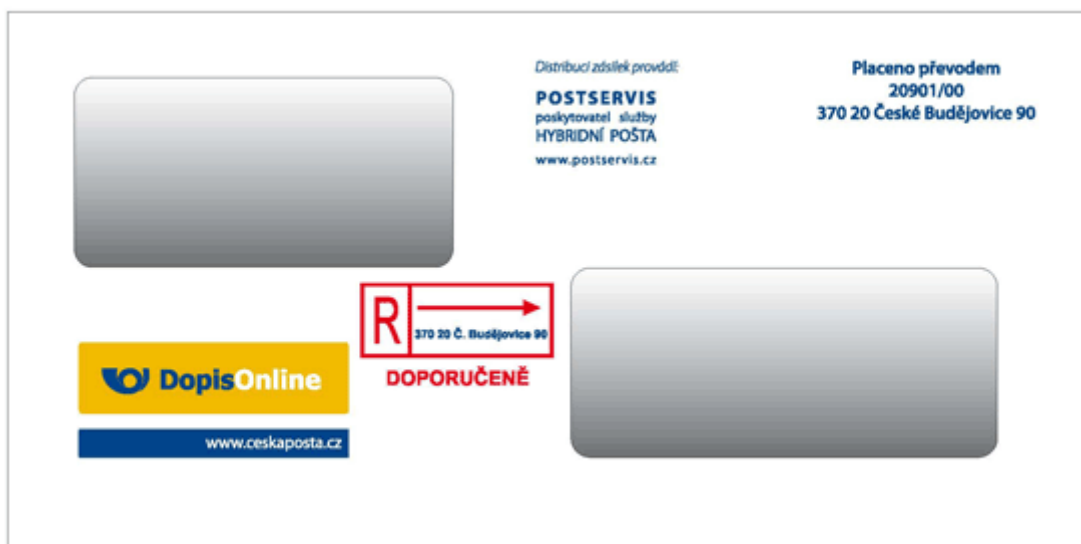 Distribuci zásilek provádí:
POSTSERVIS
poskytovatel služby
HYBRIDNÍ POŠTA
www.postservis.cz
Placeno převodem
20901/00
370 20 České Budějovice 90
R
370 20 Č. Budějovice 90
DOPORUČENĚ
DopisOnline
www.ceskaposta.cz